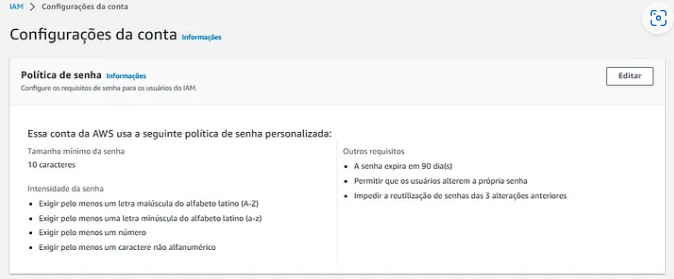 IAM > Configurações da conta
Configurações da conta Informações
Política de senha Informações
Editar
Configure os requisitos de senha para os usuários do IAM.
Essa conta da AWS usa a seguinte política de senha personalizada:
Tamanho mínimo da senha
10 caracteres
Intensidade da senha
• Exigir pelo menos um letra maiúscula do alfabeto latino (A-Z)
• Exigir pelo menos uma letra minúscula do alfabeto latino (a-z)
• Exigir pelo menos um número
• Exigir pelo menos um caractere não alfanumérico
Outros requisitos
• A senha expira em 90 dia(s)
• Permitir que os usuários alterem a própria senha
• Impedir a reutilização de senhas das 3 alterações anteriores